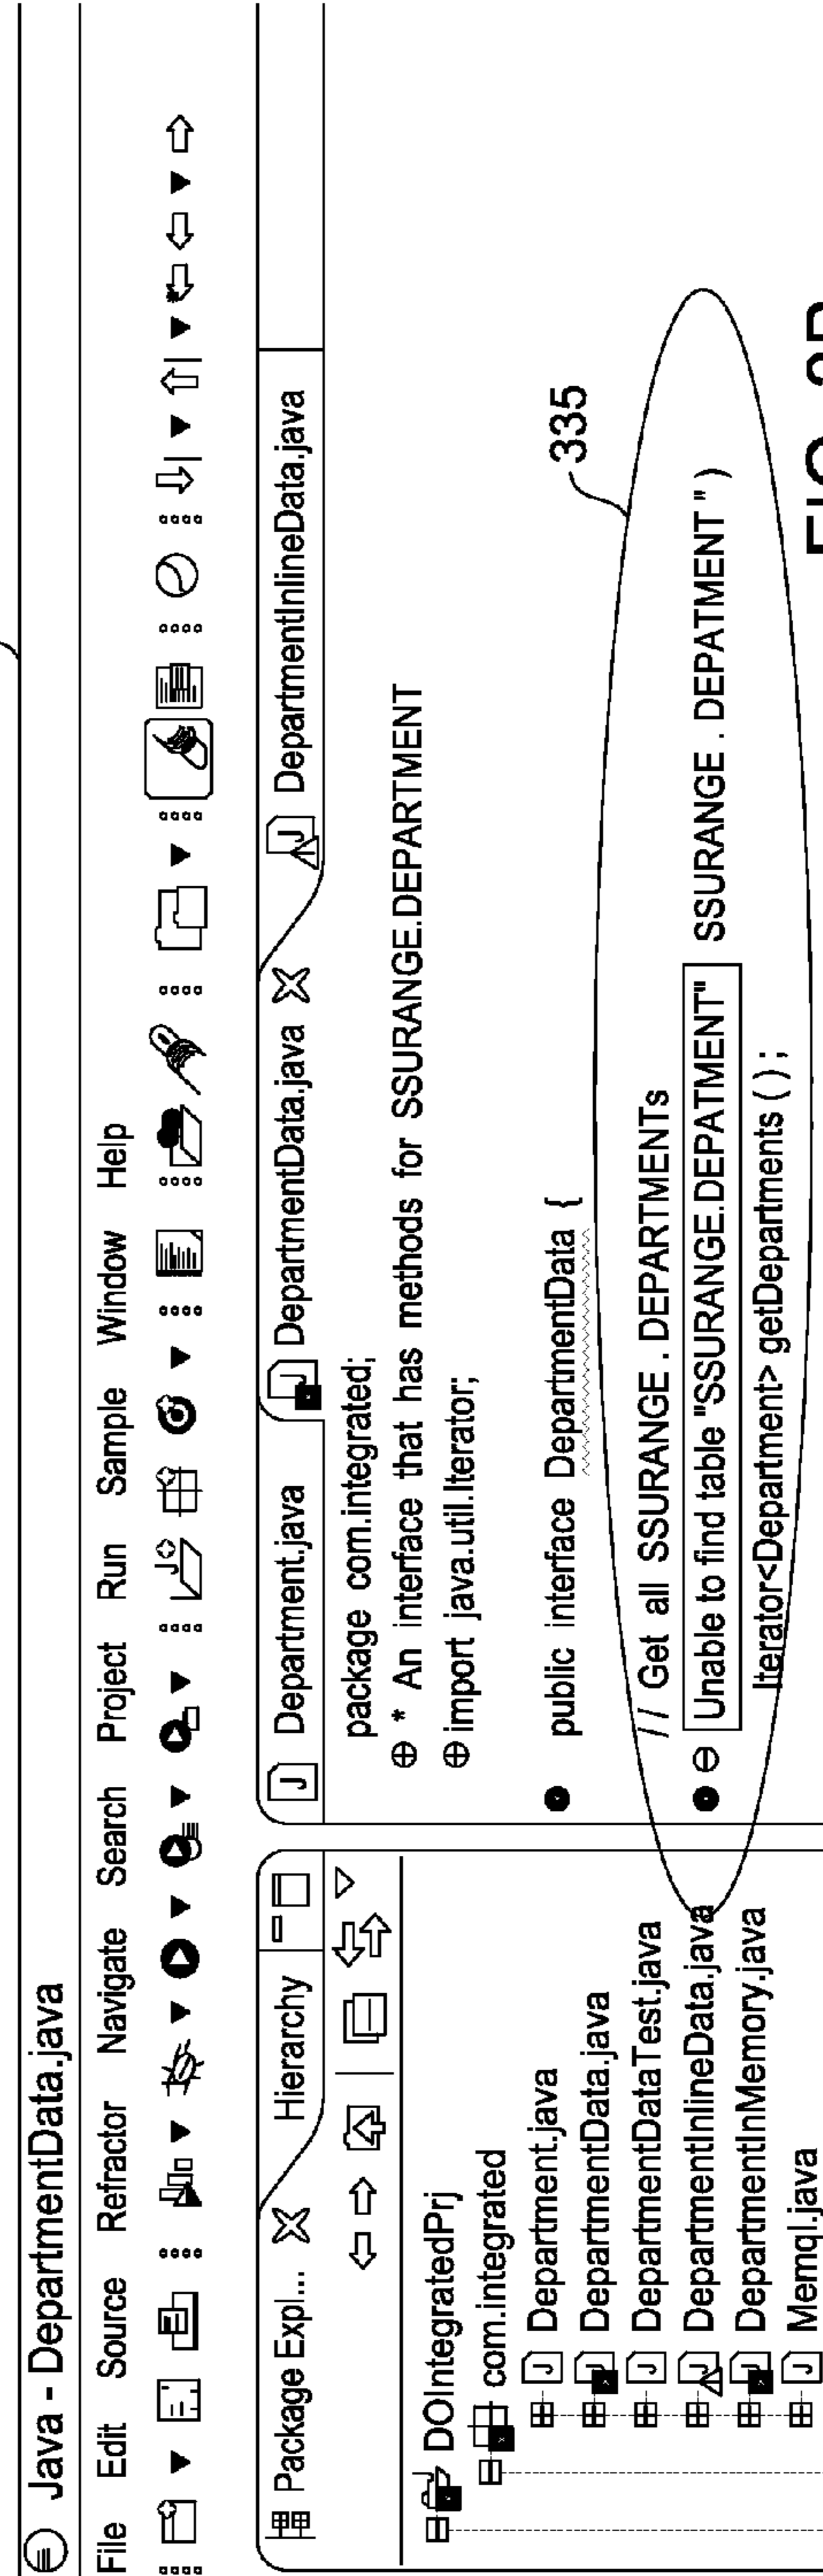 Java - DepartmentData.java
File Edit Source Refractor Navigate Search Project Run Sample Window Help
Package Expl... Hierarchy
DOIntegratedPrj
com.integrated
Department.java
DepartmentData.java
DepartmentDataTest.java
DepartmentInlineData.java
DepartmentInMemory.java
Memql.java
Department.java DepartmentData.java DepartmentInlineData.java
package com.integrated;
* An interface that has methods for SSURANGE.DEPARTMENT
import java.util.Iterator;
public interface DepartmentData {
335
// Get all SSURANGE . DEPARTMENTs
Unable to find table "SSURANGE.DEPATMENT" SSURANGE . DEPATMENT " )
Iterator<Department> getDepartments ( ) ;